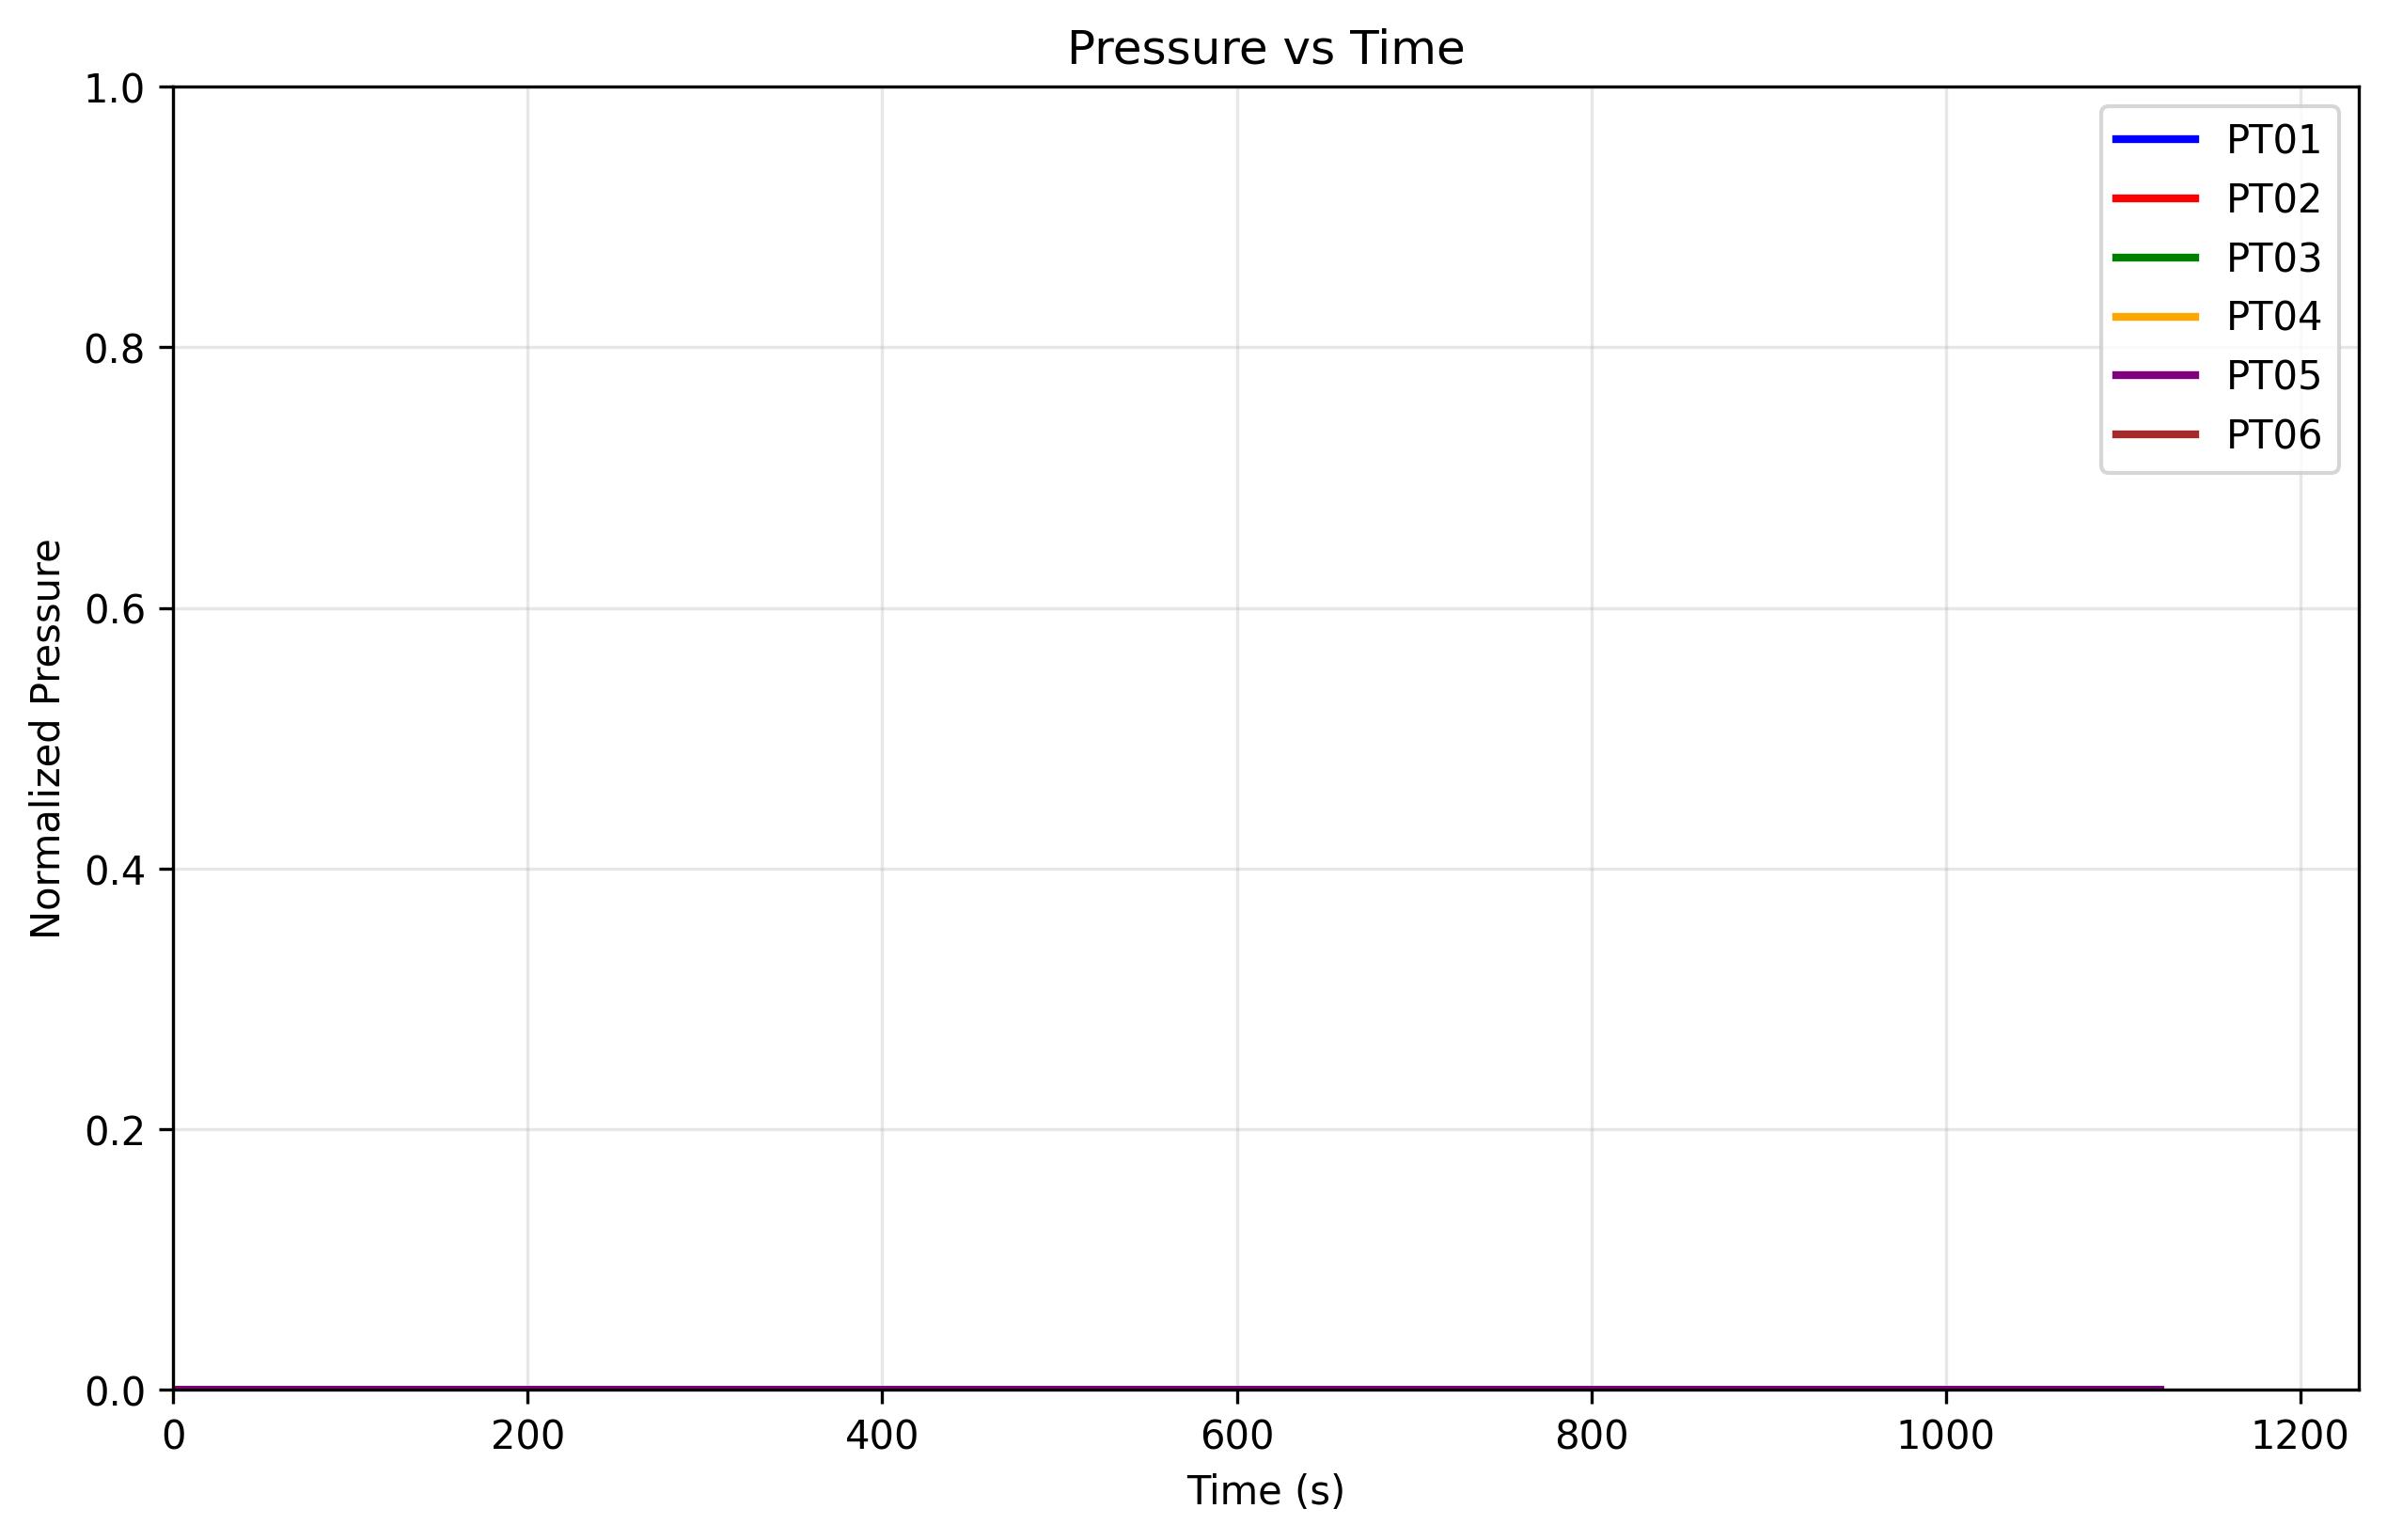 Pressure vs Time
1.0
0.8
0.6
0.4
0.2
0.0
Normalized Pressure
PT01
PT02
PT03
PT04
PT05
PT06
0 200 400 600 800 1000 1200
Time (s)